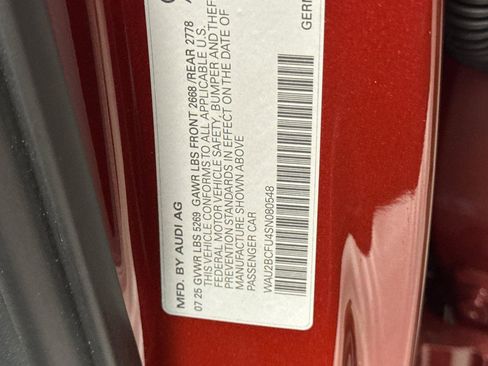 GER
MFD. BY AUDI AG
07 25 GVWR LBS 5269 GAWR LBS FRONT 2668 /REAR 2778
THIS VEHICLE CONFORMS TO ALL APPLICABLE U.S.
FEDERAL MOTOR VEHICLE SAFETY, BUMPER AND THEFT
PREVENTION STANDARDS IN EFFECT ON THE DATE OF
MANUFACTURE SHOWN ABOVE
PASSENGER CAR
WAU2BCFU4SN080548